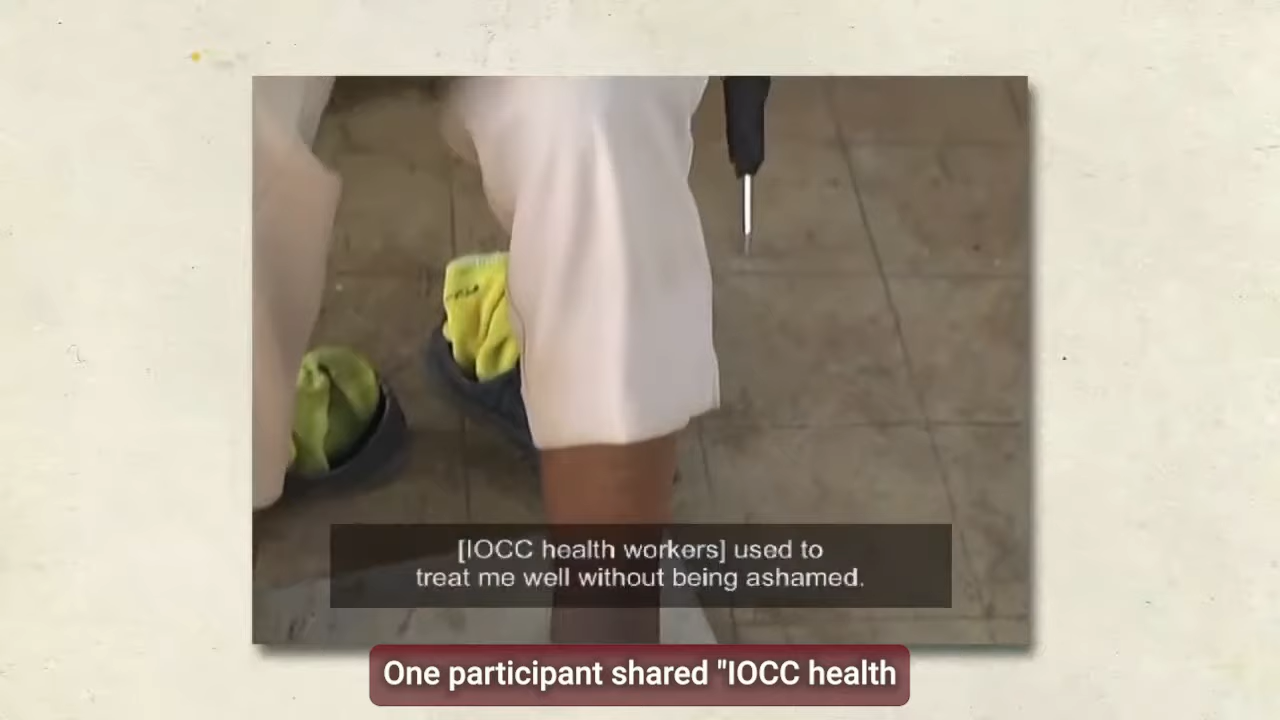 [IOCC health workers] used to
treat me well without being ashamed.
One participant shared "IOCC health